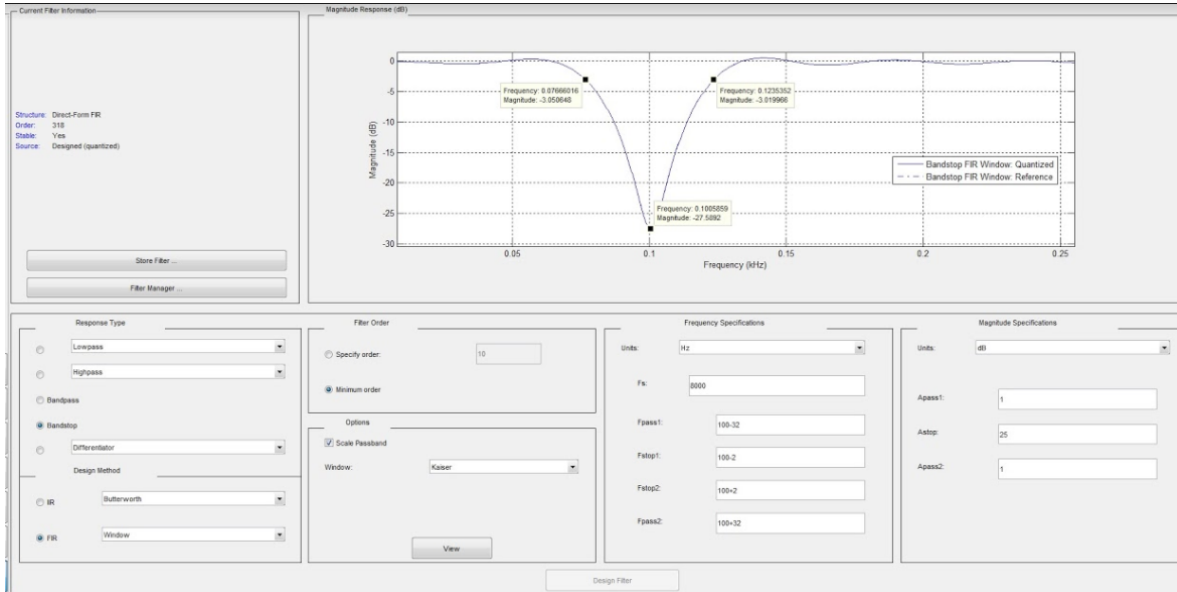 Current Filter Information
Structure: Direct-Form FIR
Order: 318
Stable: Yes
Source: Designed (quantized)
Store Filter ...
Filter Manager ...
Magnitude Response (dB)
Magnitude (dB)
0
-5
-10
-15
-20
-25
-30
Frequency: 0.07666016
Magnitude: -3.050648
Frequency: 0.1235352
Magnitude: -3.019966
Frequency: 0.1005859
Magnitude: -27.5892
Bandstop FIR Window: Quantized
Bandstop FIR Window: Reference
0.05
0.1
0.15
0.2
0.25
Frequency (kHz)
Response Type
Lowpass
Highpass
Bandpass
Bandstop
Differentiator
Design Method
IIR
Butterworth
FIR
Window
Filter Order
Specify order:
10
Minimum order
Options
Scale Passband
Window:
Kaiser
View
Frequency Specifications
Units:
Hz
Fs:
8000
Fpass1:
100-32
Fstop1:
100-2
Fstop2:
100+2
Fpass2:
100+32
Magnitude Specifications
Units:
dB
Apass1:
1
Astop:
25
Apass2:
1
Design Filter